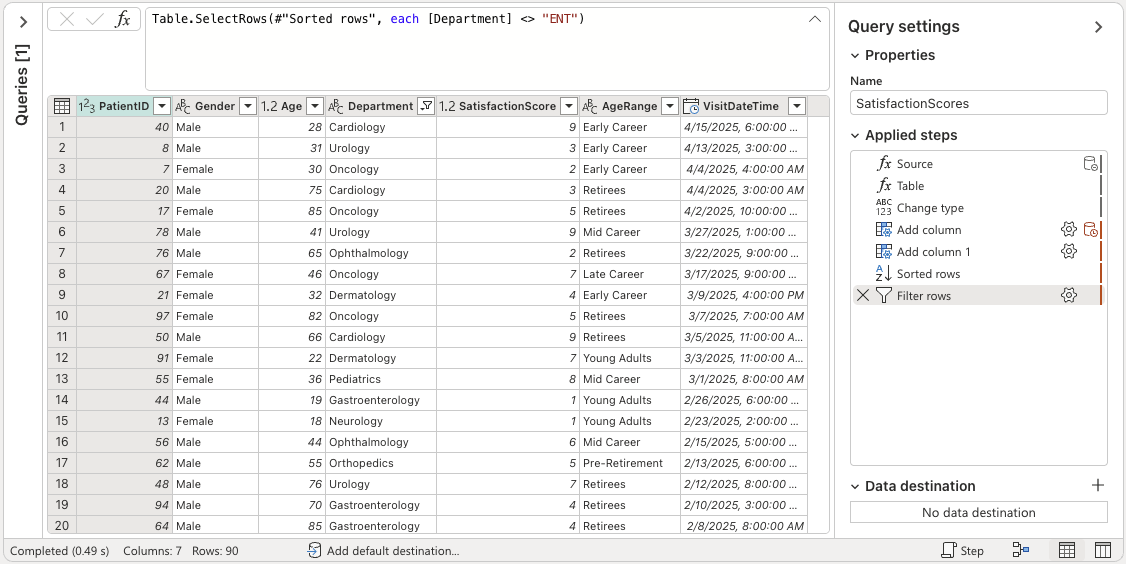 Table.SelectRows(#"Sorted rows", each [Department] <> "ENT")
Queries [1]
PatientID Gender 1.2 Age Department 1.2 SatisfactionScore AgeRange VisitDateTime
1 40 Male 28 Cardiology 9 Early Career 4/15/2025, 6:00:00 ...
2 8 Male 31 Urology 3 Early Career 4/13/2025, 3:00:00 ...
3 7 Female 30 Oncology 2 Early Career 4/4/2025, 4:00:00 AM
4 20 Male 75 Cardiology 3 Retirees 4/4/2025, 3:00:00 AM
5 17 Female 85 Oncology 5 Retirees 4/2/2025, 10:00:00 ...
6 78 Male 41 Urology 9 Mid Career 3/27/2025, 1:00:00 ...
7 76 Male 65 Ophthalmology 2 Retirees 3/22/2025, 9:00:00 ...
8 67 Female 46 Oncology 7 Late Career 3/17/2025, 9:00:00 ...
9 21 Female 32 Dermatology 4 Early Career 3/9/2025, 4:00:00 PM
10 97 Female 82 Oncology 5 Retirees 3/7/2025, 7:00:00 AM
11 50 Male 66 Cardiology 9 Retirees 3/5/2025, 11:00:00 A...
12 91 Female 22 Dermatology 7 Young Adults 3/3/2025, 11:00:00 A...
13 55 Female 36 Pediatrics 8 Mid Career 3/1/2025, 8:00:00 AM
14 44 Male 19 Gastroenterology 1 Young Adults 2/26/2025, 6:00:00 ...
15 13 Female 18 Neurology 1 Young Adults 2/23/2025, 2:00:00 ...
16 56 Male 44 Ophthalmology 6 Mid Career 2/15/2025, 5:00:00 ...
17 62 Male 55 Orthopedics 5 Pre-Retirement 2/13/2025, 6:00:00 ...
18 48 Male 76 Urology 7 Retirees 2/12/2025, 8:00:00 ...
19 94 Male 70 Gastroenterology 4 Retirees 2/10/2025, 3:00:00 ...
20 64 Male 85 Gastroenterology 4 Retirees 2/8/2025, 8:00:00 AM
Query settings
Properties
Name
SatisfactionScores
Applied steps
Source
Table
Change type
Add column
Add column 1
Sorted rows
Filter rows
Data destination
No data destination
Completed (0.49 s) Columns: 7 Rows: 90 Add default destination... Step